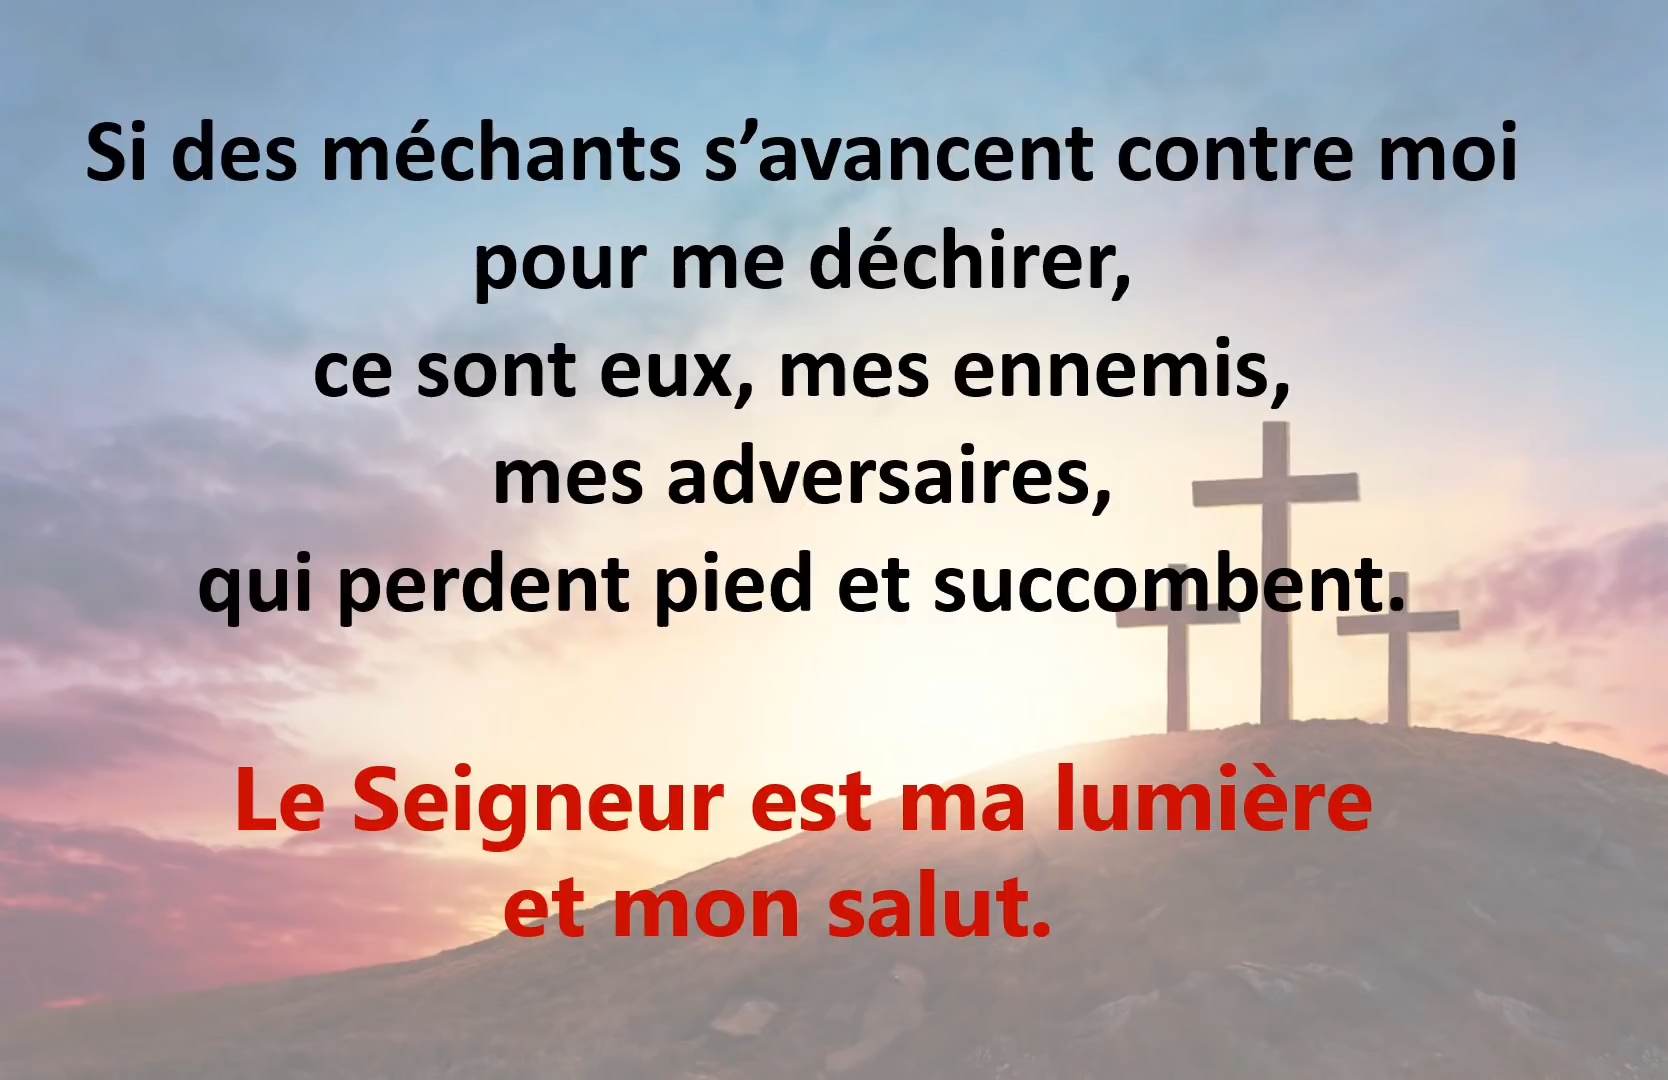 Si des méchants s’avancent contre moi
pour me déchirer,
ce sont eux, mes ennemis,
mes adversaires,
qui perdent pied et succombent.
Le Seigneur est ma lumière
et mon salut.